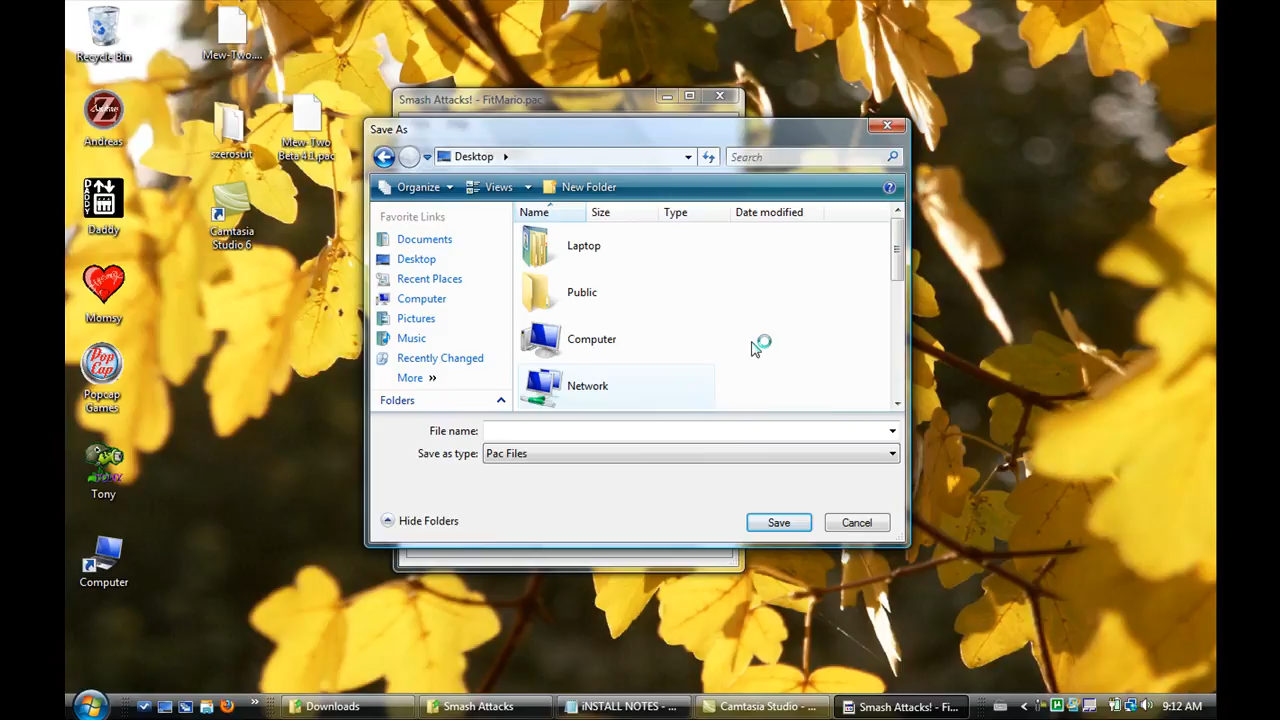 Recycle Bin
Mew-Two....
Andreas
szerosuit
Mew-Two
Beta 4.1.pac
DADDY
Daddy
Camtasia
Studio 6
Momsy
Pop
Cap
Popcap
Games
Tony
Computer
Smash Attacks! - FitMario.pac
Save As
Desktop
Search
Organize
Views
New Folder
Favorite Links
Documents
Desktop
Recent Places
Computer
Pictures
Music
Recently Changed
More »
Folders
Name
Size
Type
Date modified
Laptop
Public
Computer
Network
File name:
Save as type:
Pac Files
Hide Folders
Save
Cancel
Downloads
Smash Attacks
iNSTALL NOTES - ...
Camtasia Studio - ...
Smash Attacks! - Fi...
9:12 AM